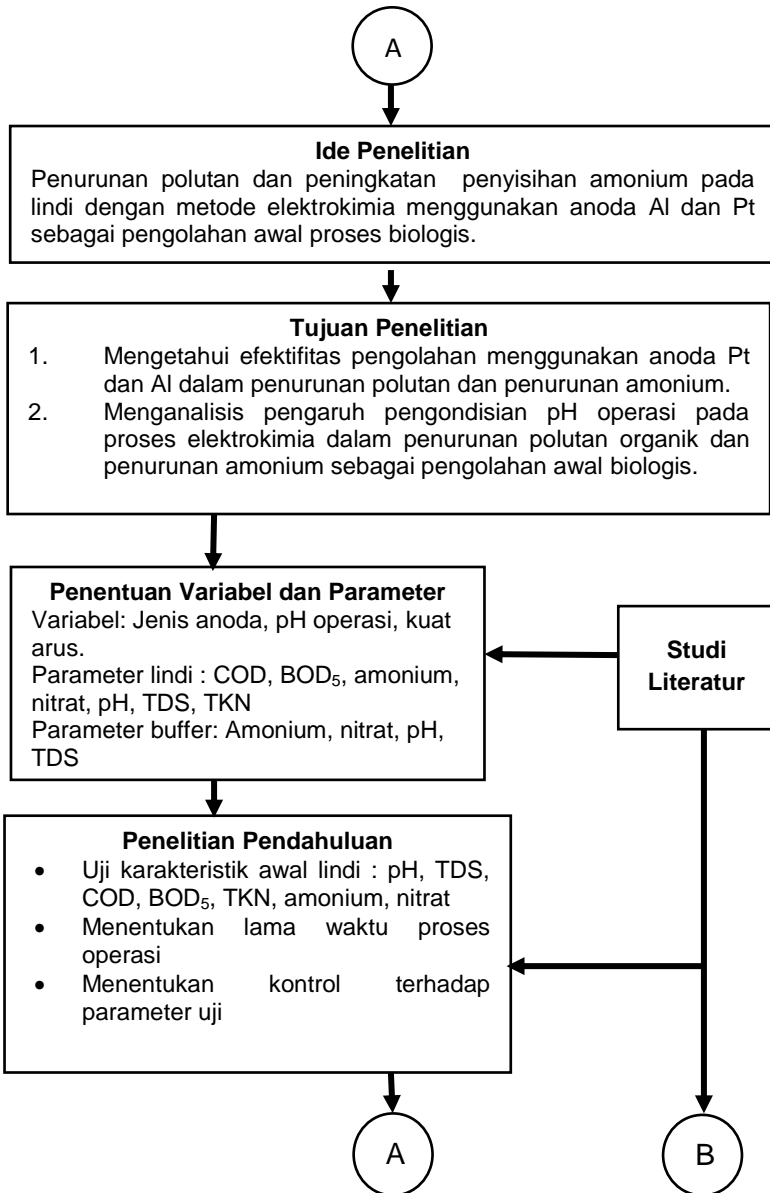 A
Ide Penelitian
Penurunan polutan dan peningkatan penyisihan amonium pada
lindi dengan metode elektrokimia menggunakan anoda Al dan Pt
sebagai pengolahan awal proses biologis.
Tujuan Penelitian
1. Mengetahui efektifitas pengolahan menggunakan anoda Pt
dan Al dalam penurunan polutan dan penurunan amonium.
2. Menganalisis pengaruh pengondisian pH operasi pada
proses elektrokimia dalam penurunan polutan organik dan
penurunan amonium sebagai pengolahan awal biologis.
Penentuan Variabel dan Parameter
Variabel: Jenis anoda, pH operasi, kuat
arus.
Parameter lindi : COD, BOD₅, amonium,
nitrat, pH, TDS, TKN
Parameter buffer: Amonium, nitrat, pH,
TDS
Studi
Literatur
Penelitian Pendahuluan
• Uji karakteristik awal lindi : pH, TDS,
COD, BOD₅, TKN, amonium, nitrat
• Menentukan lama waktu proses
operasi
• Menentukan kontrol terhadap
parameter uji
A
B